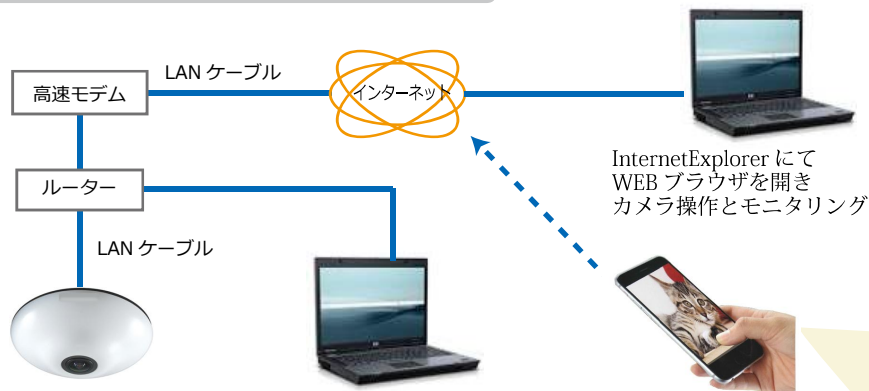 LAN ケーブル
高速モデム
インターネット
InternetExplorer にて
WEB ブラウザを開き
カメラ操作とモニタリング
ルーター
LAN ケーブル